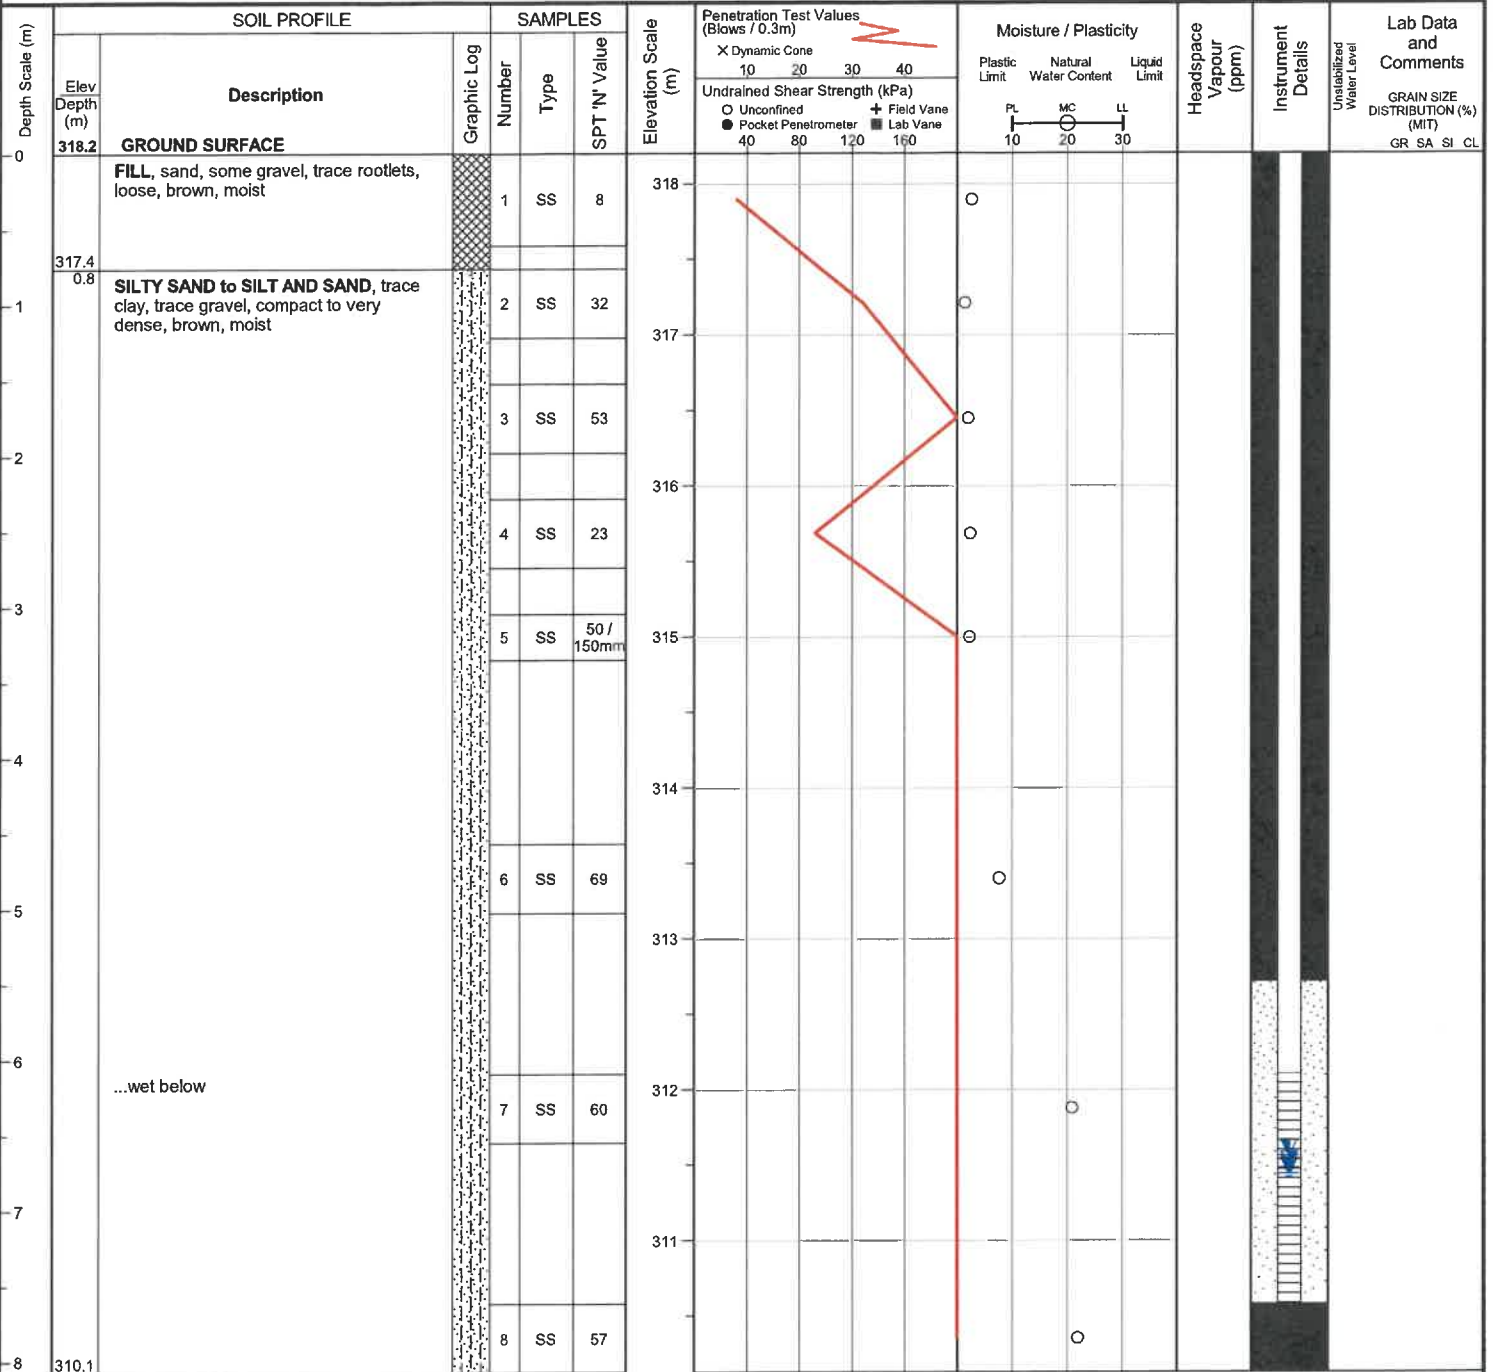 SOIL PROFILE
SAMPLES
Depth Scale (m)
Elev
Depth
(m)
318.2
Description
GROUND SURFACE
Graphic Log
Number
Type
SPT 'N' Value
Elevation Scale
(m)
Penetration Test Values
(Blows / 0.3m)
X Dynamic Cone
10 20 30 40
Undrained Shear Strength (kPa)
Unconfined
Field Vane
Pocket Penetrometer
Lab Vane
40 80 120 160
Moisture / Plasticity
Plastic
Limit
Natural
Water Content
Liquid
Limit
PL MC LL
10 20 30
Headspace
Vapour
(ppm)
Instrument
Details
Unstabilized
Water Level
Lab Data
and
Comments
GRAIN SIZE
DISTRIBUTION (%)
(MIT)
GR SA SI CL
0
FILL, sand, some gravel, trace rootlets,
loose, brown, moist
1 SS 8
318
317.4
0.8
SILTY SAND to SILT AND SAND, trace
clay, trace gravel, compact to very
dense, brown, moist
1
2 SS 32
317
3 SS 53
2
316
4 SS 23
3
5 SS 50 /
150mm
315
4
314
6 SS 69
5
313
6
...wet below
312
7 SS 60
7
311
8 SS 57
8
310.1